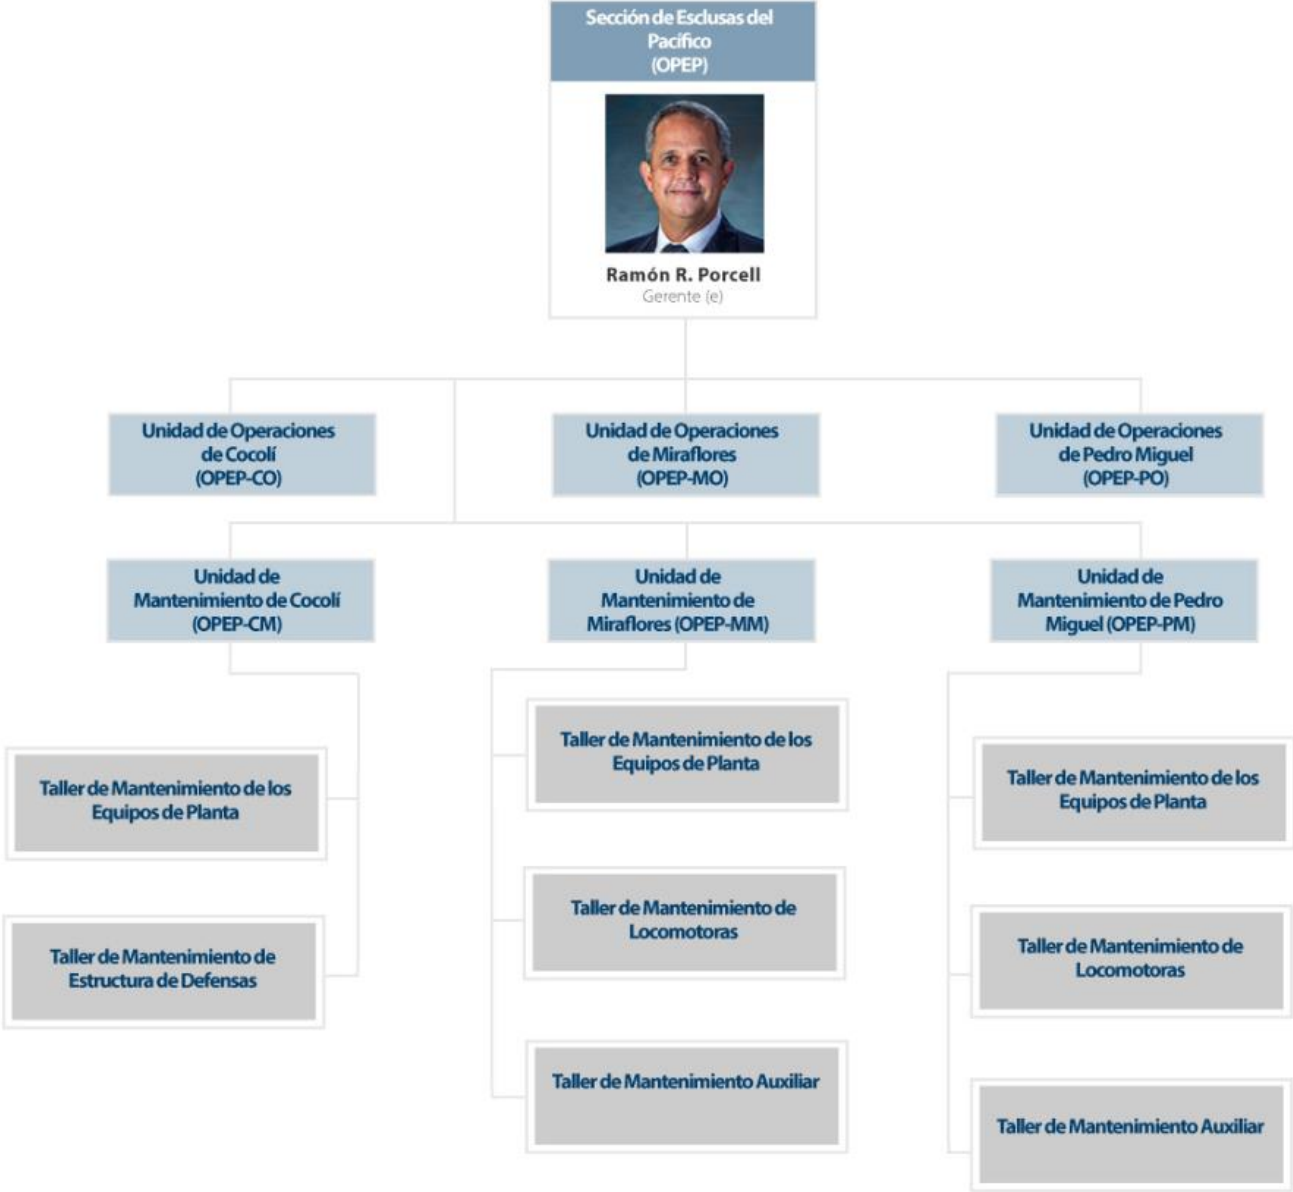 Sección de Esclusas del
Pacífico
(OPEP)
Ramón R. Porcell
Gerente (e)
Unidad de Operaciones
de Cocolí
(OPEP-CO)
Unidad de Operaciones
de Miraflores
(OPEP-MO)
Unidad de Operaciones
de Pedro Miguel
(OPEP-PO)
Unidad de
Mantenimiento de Cocolí
(OPEP-CM)
Unidad de
Mantenimiento de
Miraflores (OPEP-MM)
Unidad de
Mantenimiento de Pedro
Miguel (OPEP-PM)
Taller de Mantenimiento de los
Equipos de Planta
Taller de Mantenimiento de
Estructura de Defensas
Taller de Mantenimiento de los
Equipos de Planta
Taller de Mantenimiento de
Locomotoras
Taller de Mantenimiento Auxiliar
Taller de Mantenimiento de los
Equipos de Planta
Taller de Mantenimiento de
Locomotoras
Taller de Mantenimiento Auxiliar